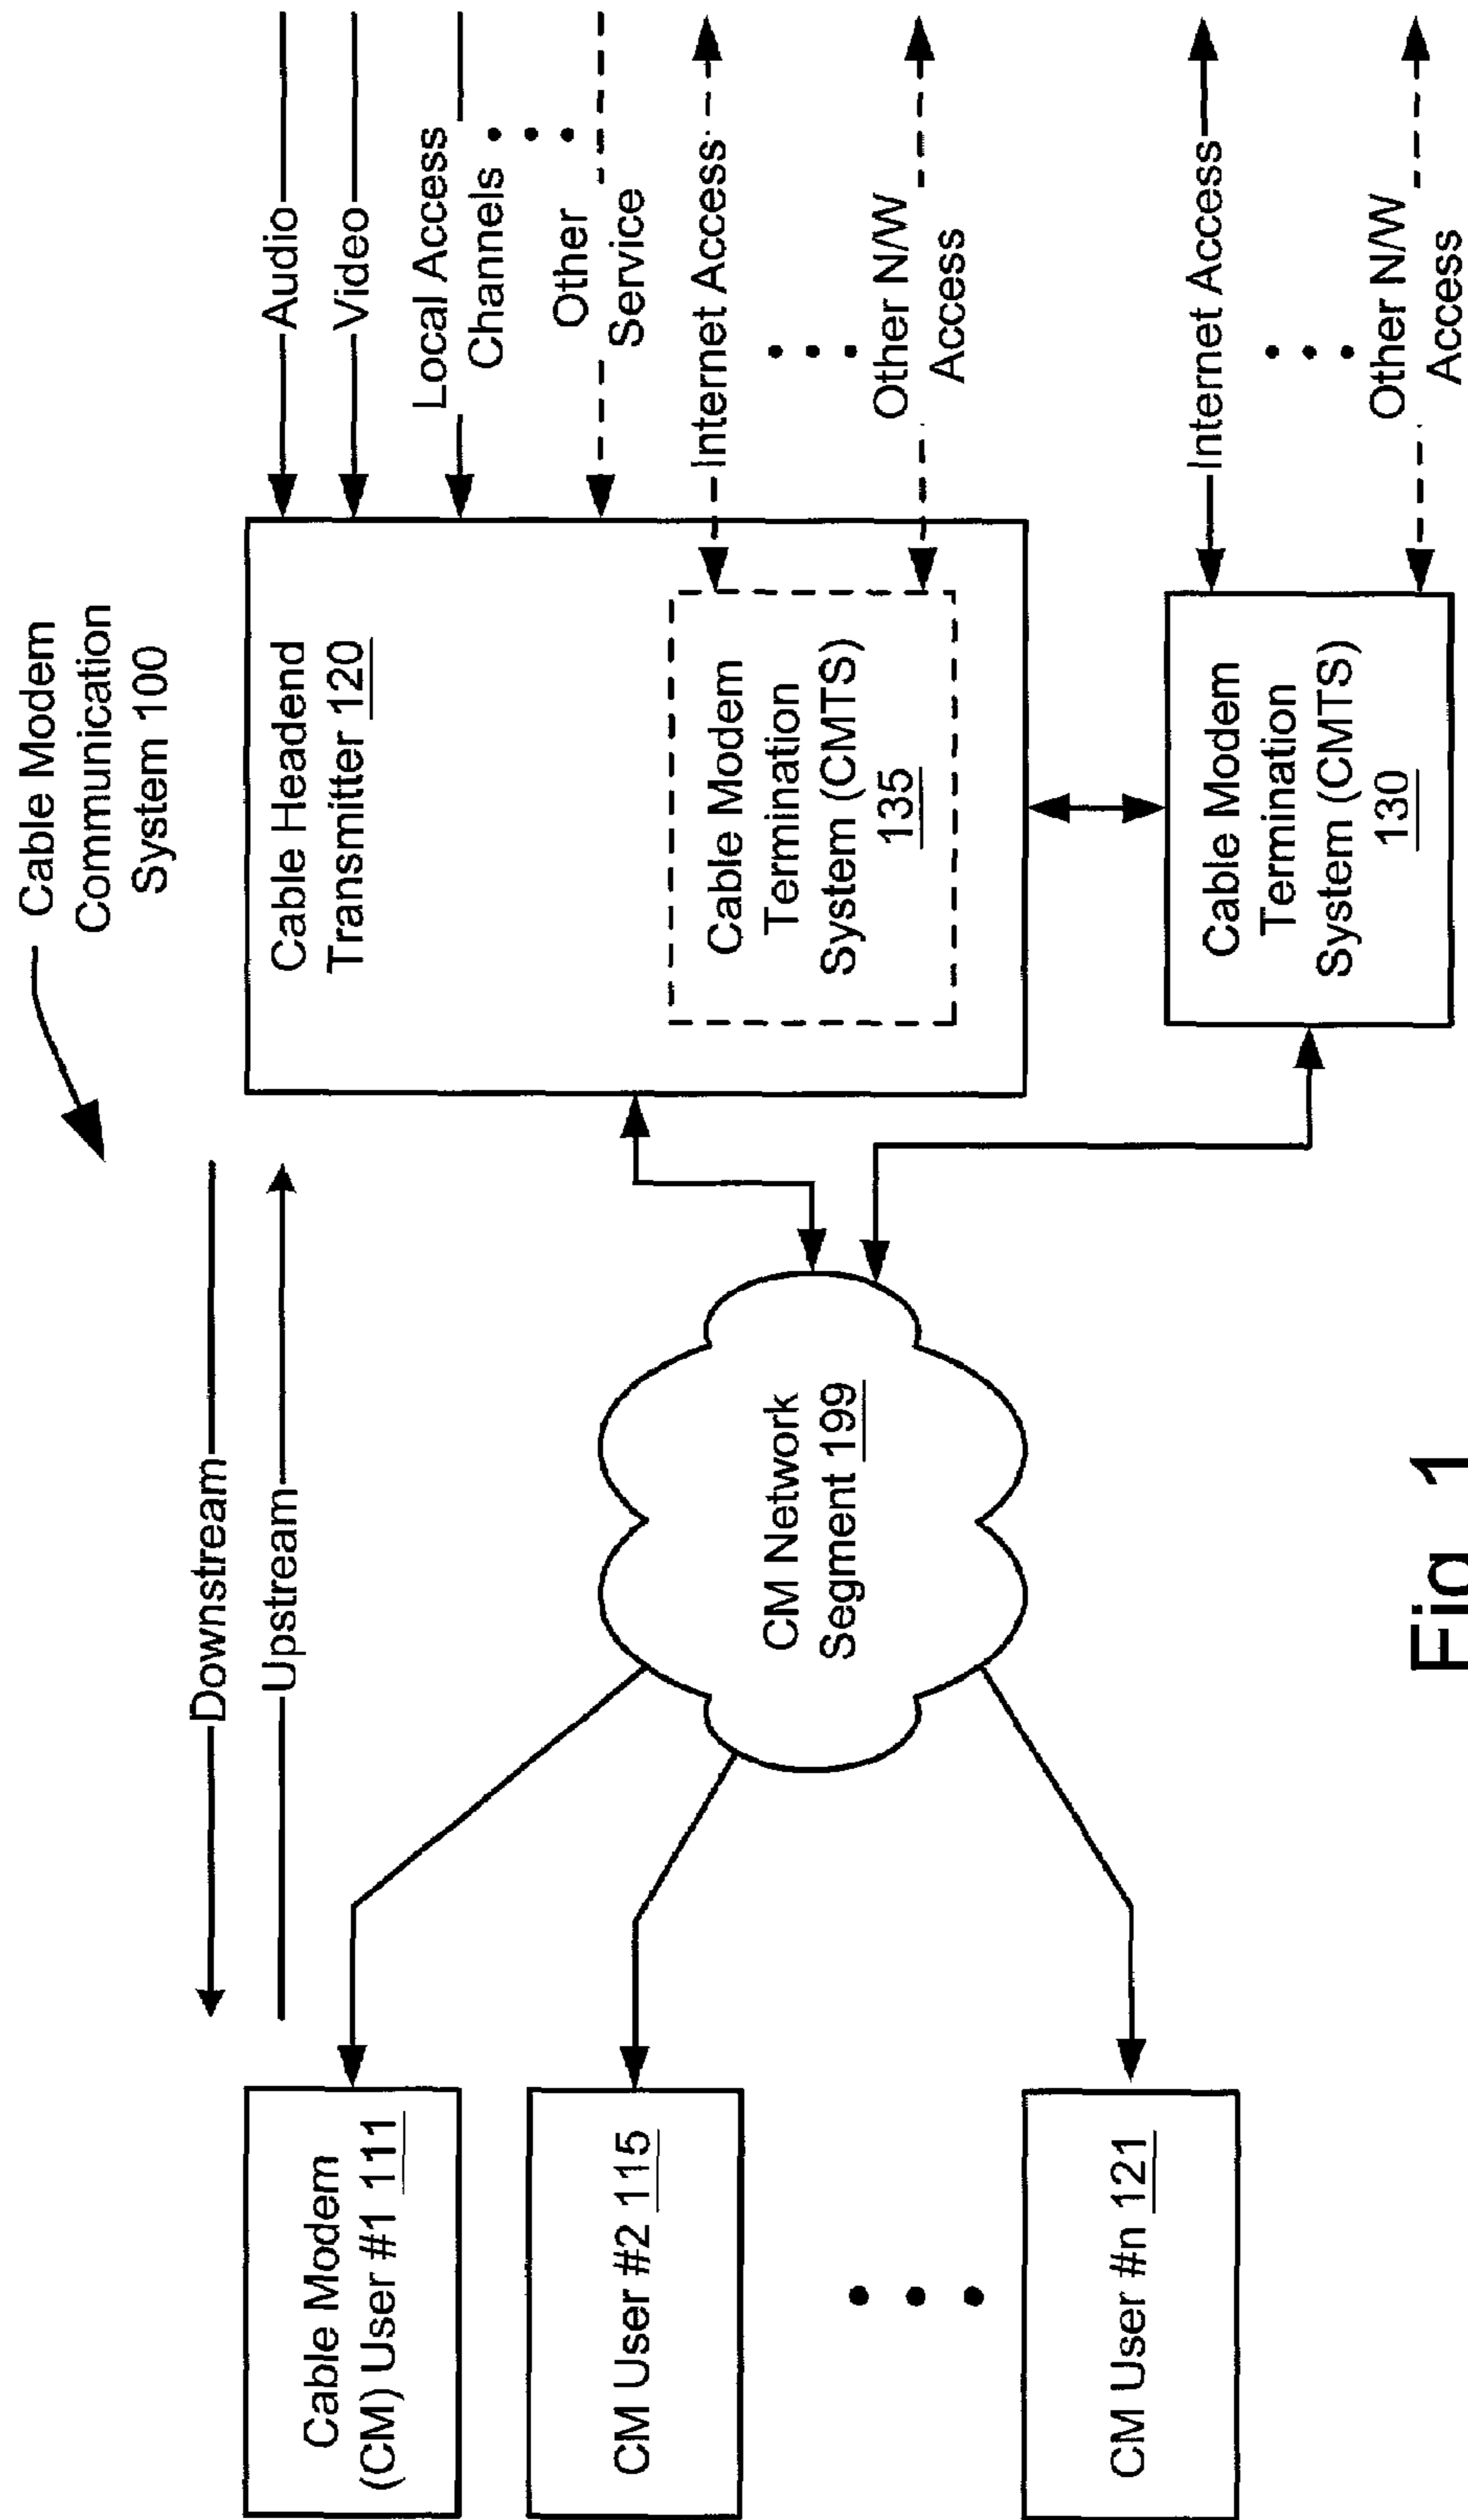 Cable Modem
Communication
System 100
Downstream
Upstream
Cable Modem
(CM) User #1 111
CM User #2 115
CM User #n 121
CM Network
Segment 199
Cable Headend
Transmitter 120
Cable Modem
Termination
System (CMTS)
135
Cable Modem
Termination
System (CMTS)
130
Audio
Video
Local Access
Channels
Other
Service
Internet Access
Other N/W
Access
Internet Access
Other N/W
Access
Fig. 1